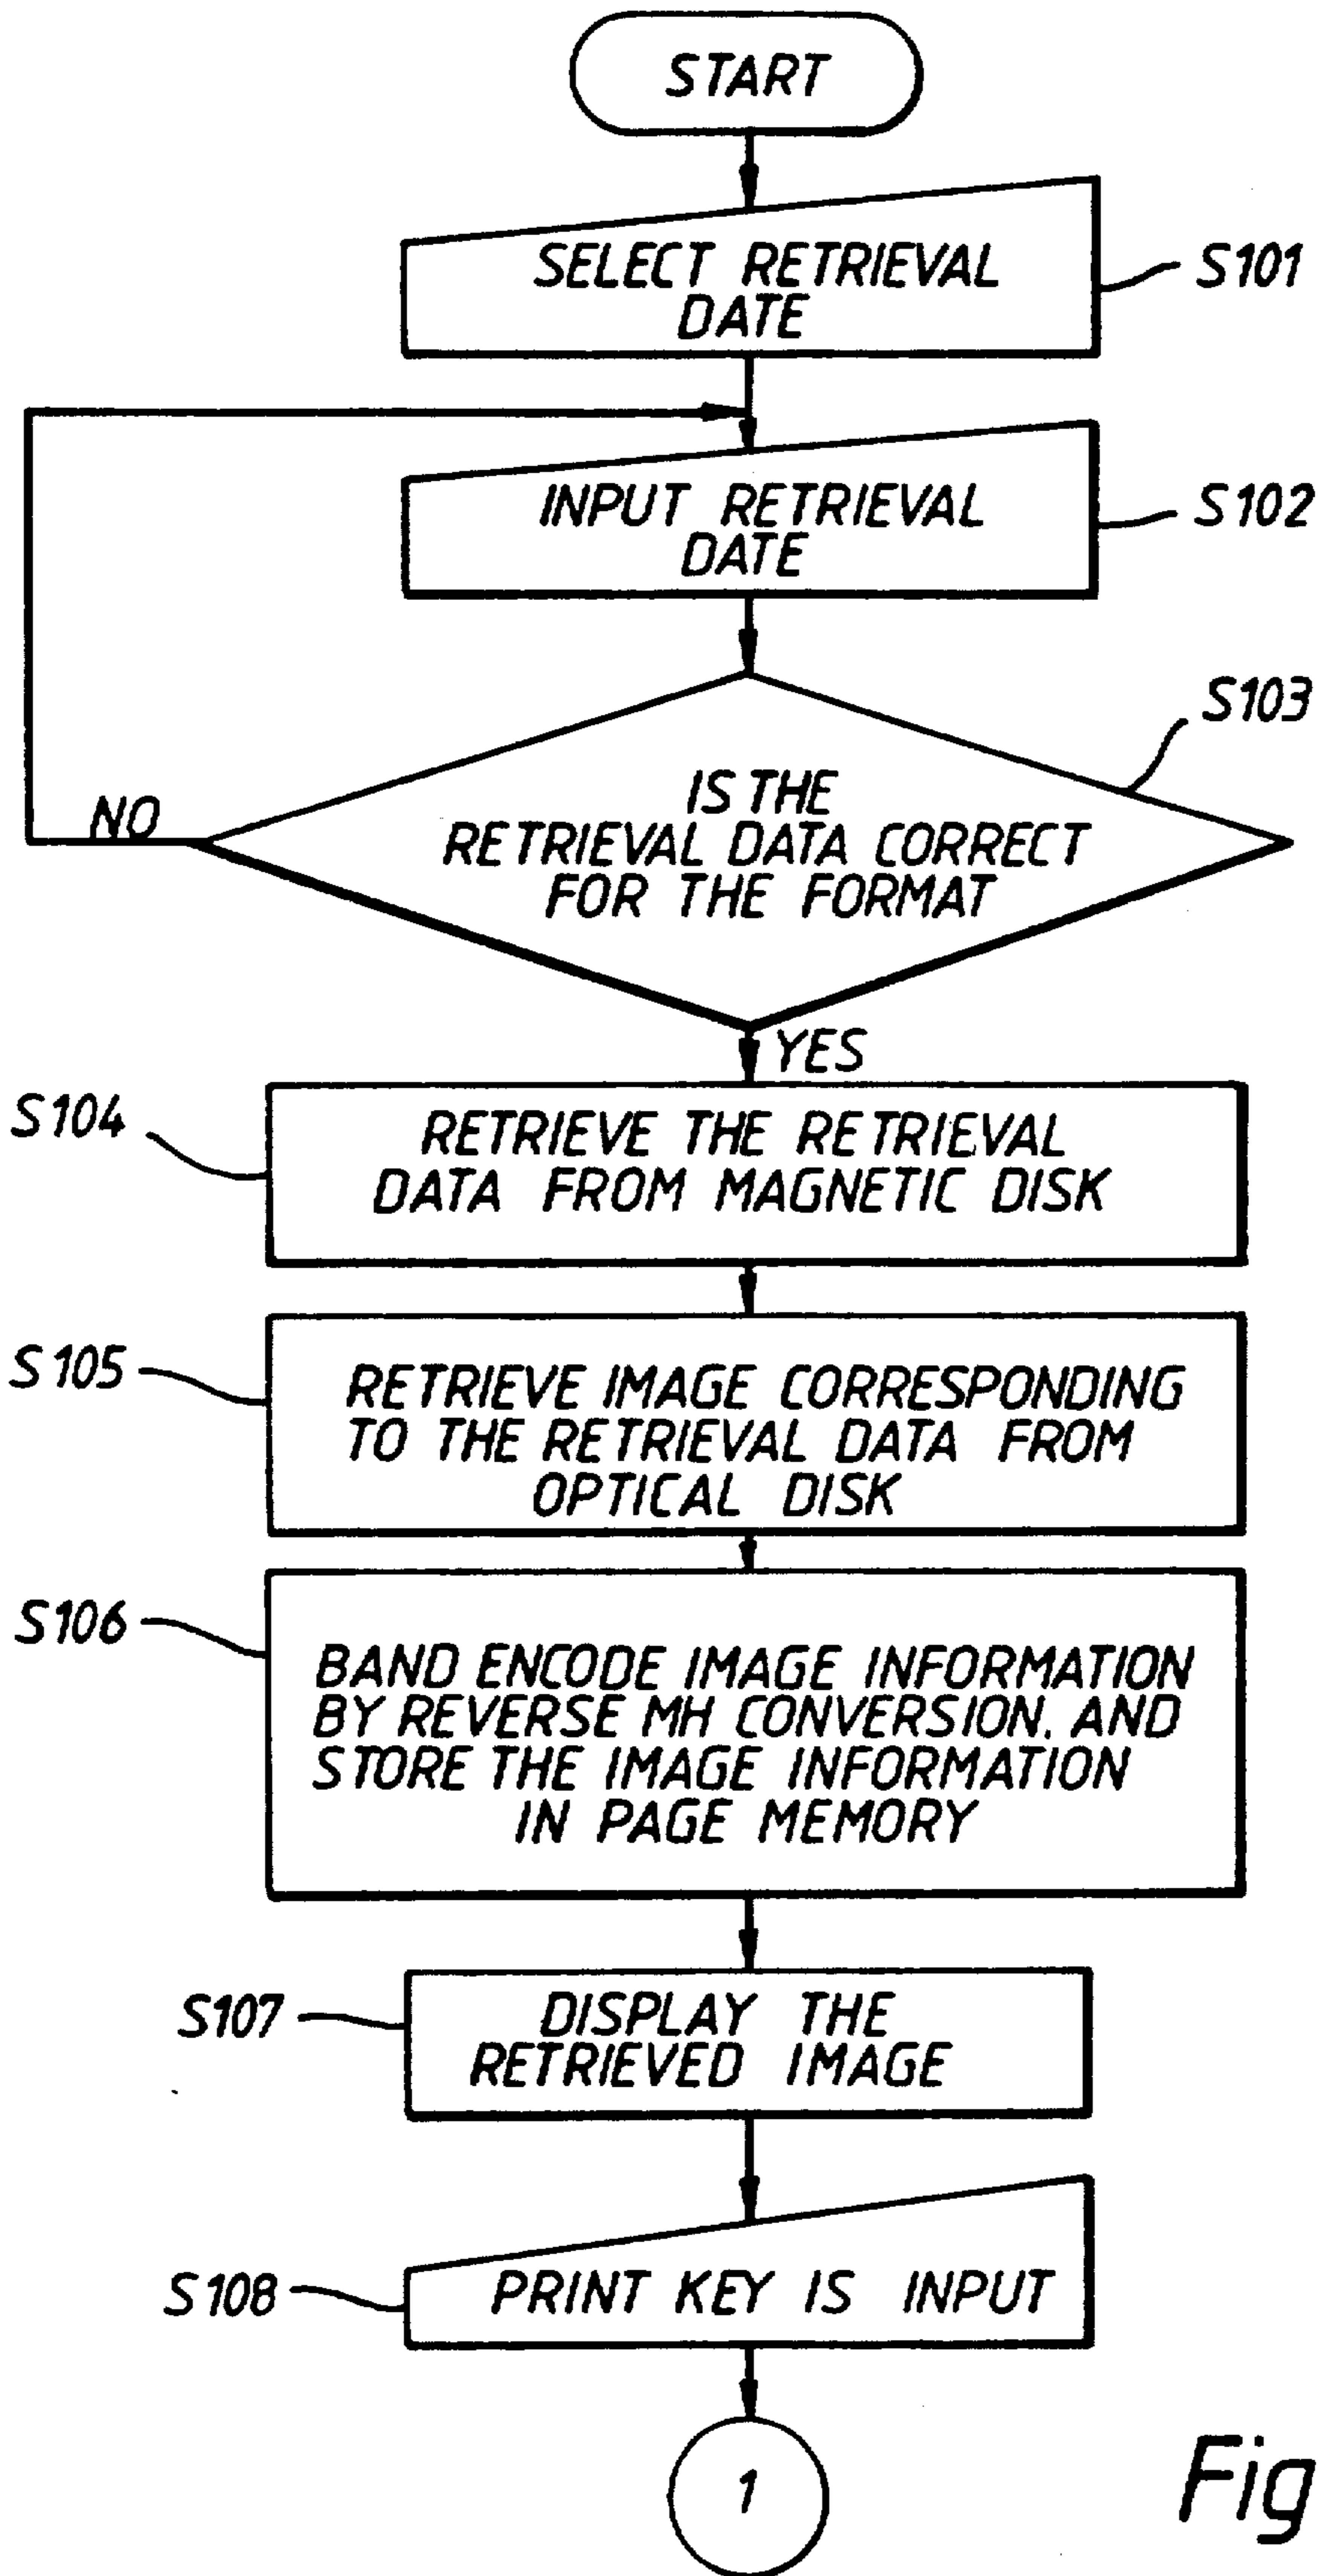 START
SELECT RETRIEVAL
DATE
S101
INPUT RETRIEVAL
DATE
S102
S103
IS THE
RETRIEVAL DATA CORRECT
FOR THE FORMAT
NO
YES
S104
RETRIEVE THE RETRIEVAL
DATA FROM MAGNETIC DISK
S105
RETRIEVE IMAGE CORRESPONDING
TO THE RETRIEVAL DATA FROM
OPTICAL DISK
S106
BAND ENCODE IMAGE INFORMATION
BY REVERSE MH CONVERSION. AND
STORE THE IMAGE INFORMATION
IN PAGE MEMORY
S107
DISPLAY THE
RETRIEVED IMAGE
S108
PRINT KEY IS INPUT
1
Fig